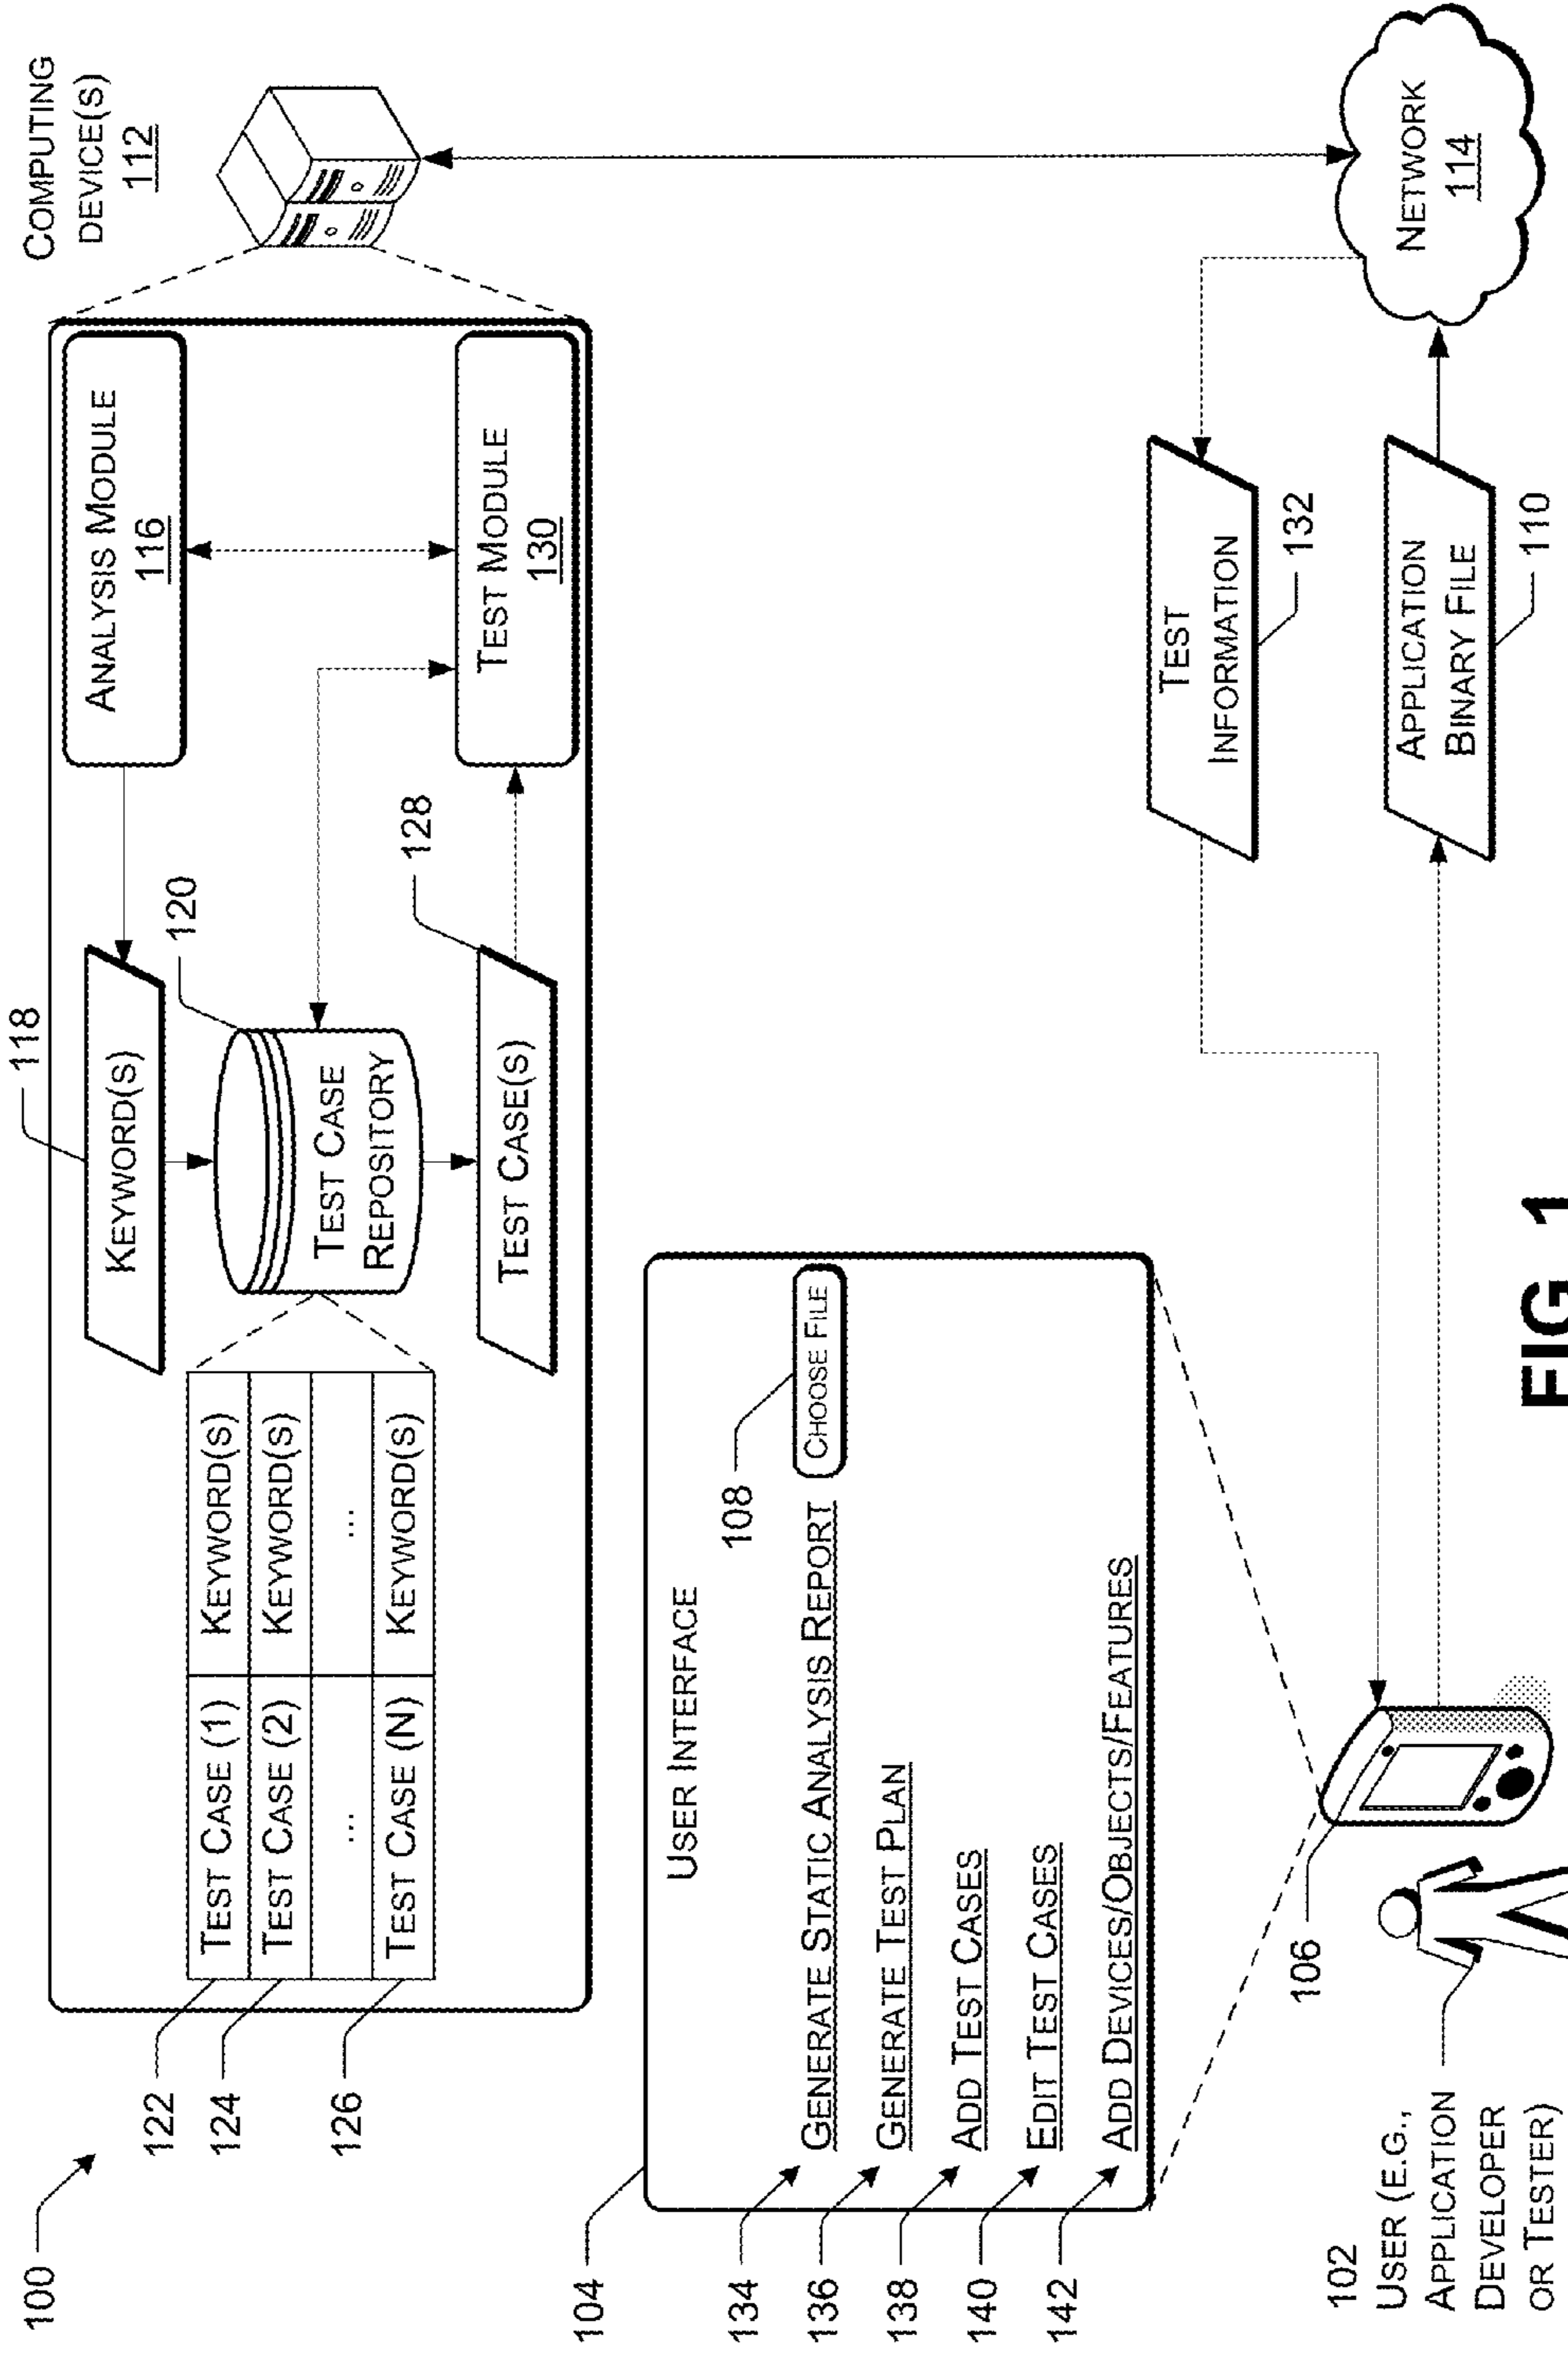 100
COMPUTING
DEVICE(S)
112
118
KEYWORD(S)
ANALYSIS MODULE
116
120
122
TEST CASE (1) KEYWORD(S)
124
TEST CASE (2) KEYWORD(S)
... ...
126
TEST CASE (N) KEYWORD(S)
TEST CASE
REPOSITORY
128
TEST CASE(S)
TEST MODULE
130
104
USER INTERFACE
108
134
GENERATE STATIC ANALYSIS REPORT
CHOOSE FILE
136
GENERATE TEST PLAN
138
ADD TEST CASES
140
EDIT TEST CASES
142
ADD DEVICES/OBJECTS/FEATURES
TEST
INFORMATION
132
106
102
USER (E.G.,
APPLICATION
DEVELOPER
OR TESTER)
APPLICATION
BINARY FILE
110
NETWORK
114
FIG. 1